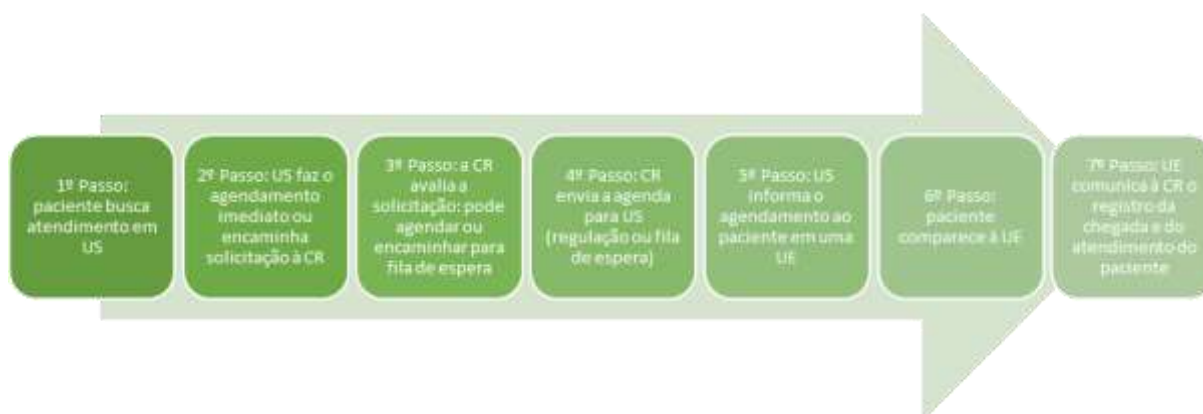 1º Passo:
paciente busca
atendimento em
US
2º Passo: US faz o
agendamento
imediato ou
encaminha
solicitação à CR
3º Passo: a CR
avalia a
solicitação: pode
agendar ou
encaminhar para
fila de espera
4º Passo: CR
envia a agenda
para US
(regulação ou fila
de espera)
5º Passo: US
informa o
agendamento ao
paciente em uma
UE
6º Passo:
paciente
comparece à UE
7º Passo: UE
comunica à CR o
registro da
chegada e do
atendimento do
paciente